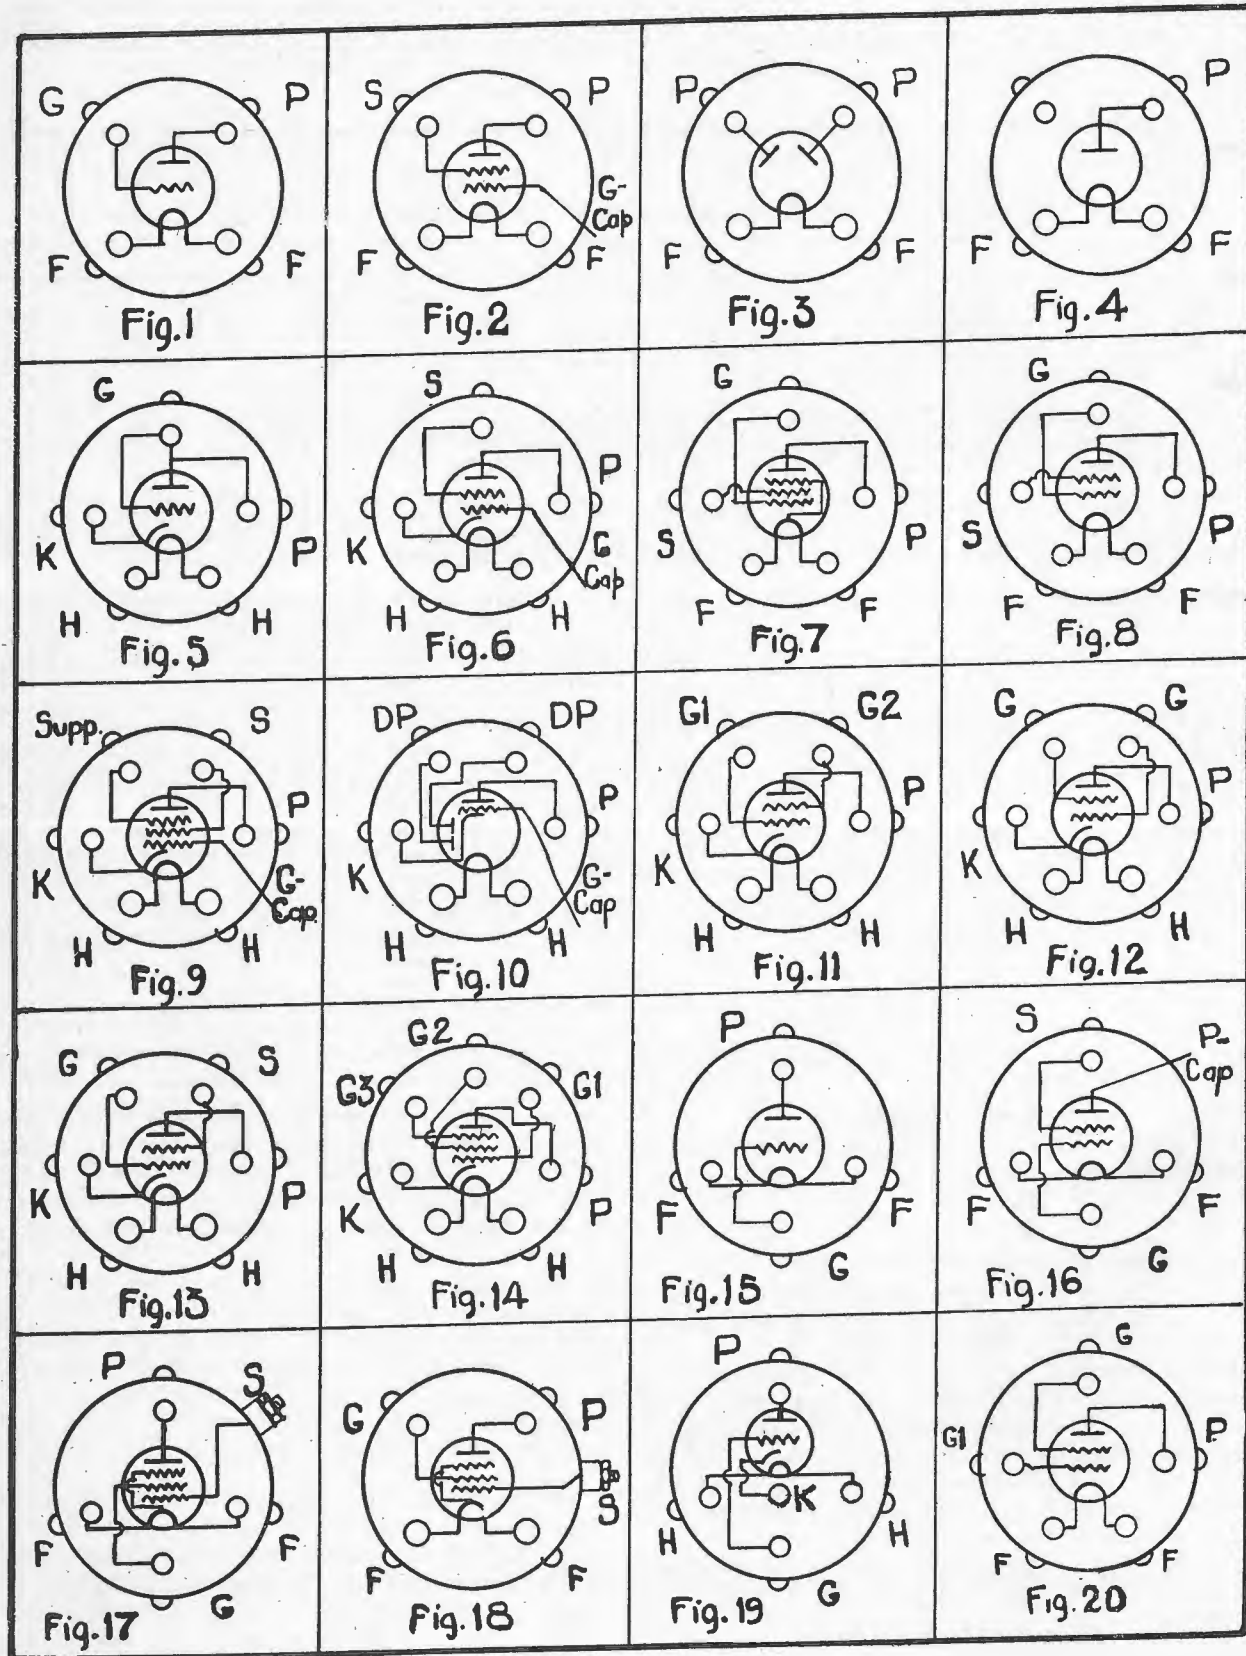 G P
F F
Fig.1
S P
G-
Cap
F F
Fig.2
P P
F F
Fig.3
P
F F
Fig.4
G
K P
H H
Fig.5
S
P
K G
Cap
H H
Fig.6
G
S P
F F
Fig.7
G
S P
F F
Fig.8
Supp. S
P
K G-
Cap.
H H
Fig.9
DP DP
P
K G-
Cap
H H
Fig.10
G1 G2
P
K
H H
Fig.11
G G
P
K
H H
Fig.12
G S
K P
H H
Fig.13
G2
G3 G1
K P
H H
Fig.14
P
F F
G
Fig.15
S P-
Cap
F F
G
Fig.16
P S
F F
G
Fig.17
G P
S
F F
Fig.18
P
K
H H
G
Fig.19
G
G1 P
F F
Fig.20